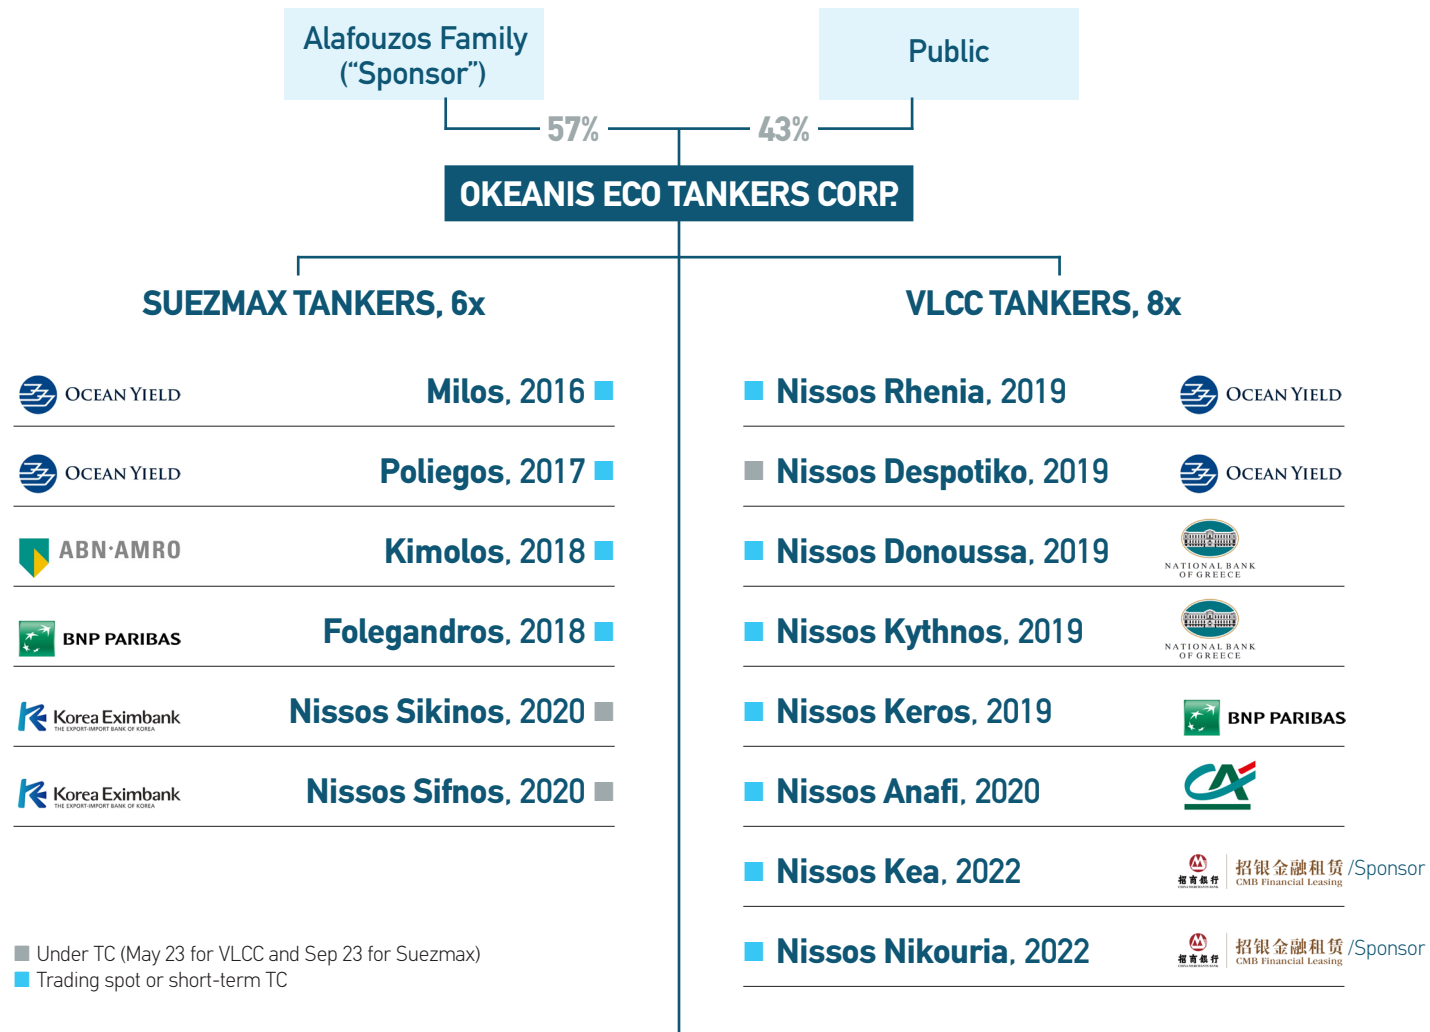 Alafouzos Family
(“Sponsor”)
Public
57%
43%
OKEANIS ECO TANKERS CORP.
SUEZMAX TANKERS, 6x
OCEAN YIELD
Milos, 2016
OCEAN YIELD
Poliegos, 2017
ABN·AMRO
Kimolos, 2018
BNP PARIBAS
Folegandros, 2018
Korea Eximbank
THE EXPORT-IMPORT BANK OF KOREA
Nissos Sikinos, 2020
Korea Eximbank
THE EXPORT-IMPORT BANK OF KOREA
Nissos Sifnos, 2020
VLCC TANKERS, 8x
Nissos Rhenia, 2019
OCEAN YIELD
Nissos Despotiko, 2019
OCEAN YIELD
Nissos Donoussa, 2019
NATIONAL BANK
OF GREECE
Nissos Kythnos, 2019
NATIONAL BANK
OF GREECE
Nissos Keros, 2019
BNP PARIBAS
Nissos Anafi, 2020
CA
Nissos Kea, 2022
招商银行
CHINA MERCHANTS BANK
招银金融租赁/Sponsor
CMB Financial Leasing
Nissos Nikouria, 2022
招商银行
CHINA MERCHANTS BANK
招银金融租赁/Sponsor
CMB Financial Leasing
Under TC (May 23 for VLCC and Sep 23 for Suezmax)
Trading spot or short-term TC